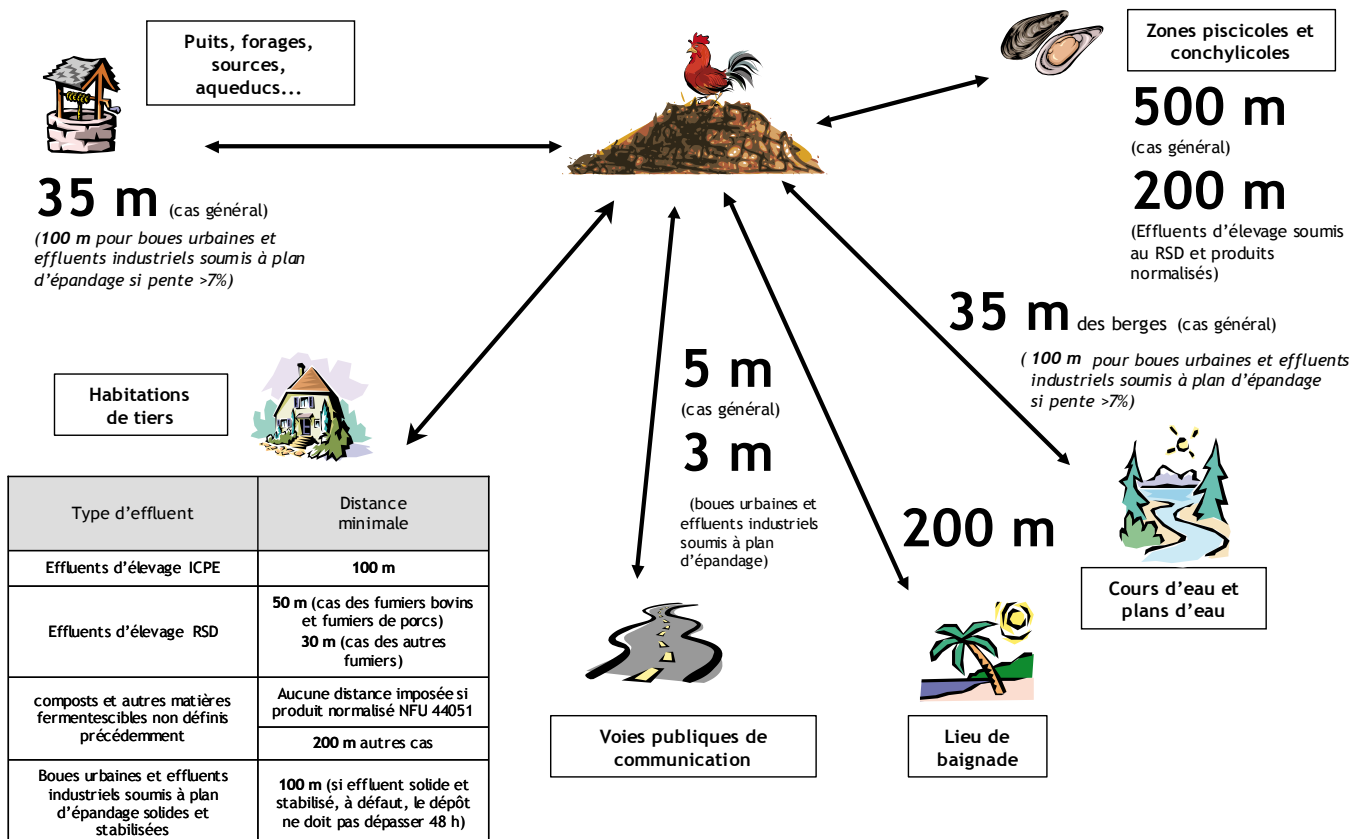 Puits, forages,
sources,
aqueducs...
35 m (cas général)
(100 m pour boues urbaines et
effluents industriels soumis à plan
d'épandage si pente >7%)
Zones piscicoles et
conchylicoles
500 m
(cas général)
200 m
(Effluents d'élevage soumis
au RSD et produits
normalisés)
35 m des berges (cas général)
( 100 m pour boues urbaines et effluents
industriels soumis à plan d'épandage
si pente >7%)
Cours d'eau et
plans d'eau
200 m
Lieu de
baignade
5 m
(cas général)
3 m
(boues urbaines et
effluents industriels
soumis à plan
d'épandage)
Voies publiques de
communication
Habitations
de tiers
Type d'effluent
Distance
minimale
Effluents d'élevage ICPE
100 m
Effluents d'élevage RSD
50 m (cas des fumiers bovins
et fumiers de porcs)
30 m (cas des autres
fumiers)
composts et autres matières
fermentescibles non définis
précédemment
Aucune distance imposée si
produit normalisé NFU 44051
200 m autres cas
Boues urbaines et effluents
industriels soumis à plan
d'épandage solides et
stabilisées
100 m (si effluent solide et
stabilisé, à défaut, le dépôt
ne doit pas dépasser 48 h)